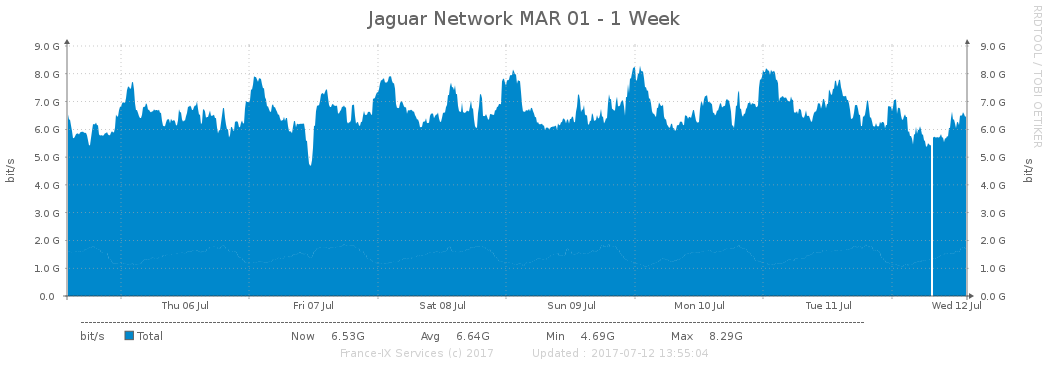 Jaguar Network MAR 01 - 1 Week
RRDTOOL / TOBI OETIKER
9.0 G 9.0 G
8.0 G 8.0 G
7.0 G 7.0 G
6.0 G 6.0 G
5.0 G 5.0 G
4.0 G 4.0 G
3.0 G 3.0 G
2.0 G 2.0 G
1.0 G 1.0 G
0.0 0.0 G
bit/s bit/s
Thu 06 Jul Fri 07 Jul Sat 08 Jul Sun 09 Jul Mon 10 Jul Tue 11 Jul Wed 12 Jul
bit/s Total Now 6.53G Avg 6.64G Min 4.69G Max 8.29G
France-IX Services (c) 2017 Updated : 2017-07-12 13:55:04